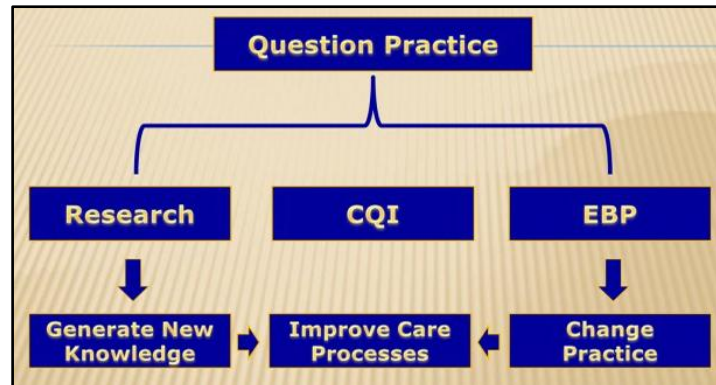 Question Practice
Research
CQI
EBP
Generate New
Knowledge
Improve Care
Processes
Change
Practice